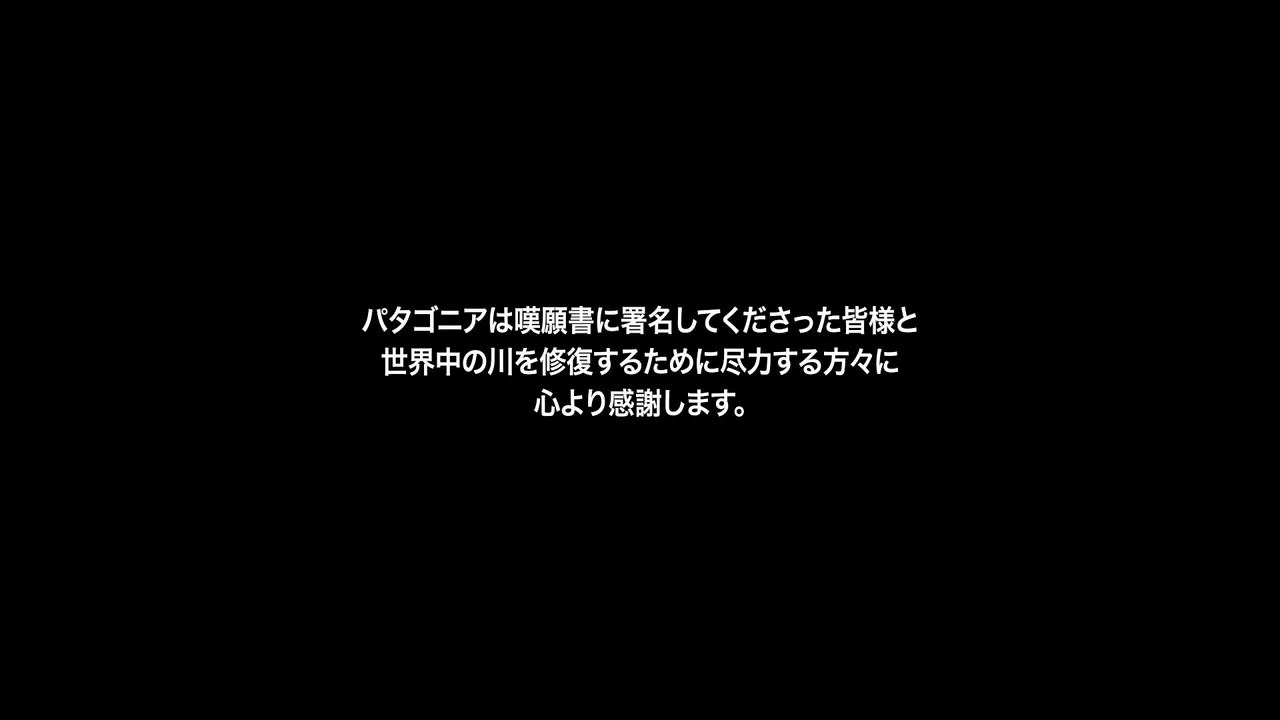 パタゴニアは嘆願書に署名してくださった皆様と
世界中の川を修復するために尽力する方々に
心より感謝します。